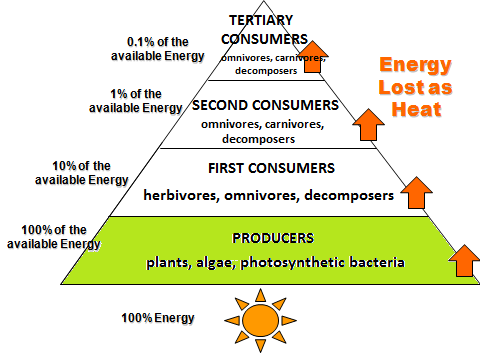 TERTIARY
CONSUMERS
omnivores, carnivores,
decomposers
0.1% of the
available Energy
Energy
Lost as
Heat
1% of the
available Energy
SECOND CONSUMERS
omnivores, carnivores,
decomposers
10% of the
available Energy
FIRST CONSUMERS
herbivores, omnivores, decomposers
100% of the
available Energy
PRODUCERS
plants, algae, photosynthetic bacteria
100% Energy